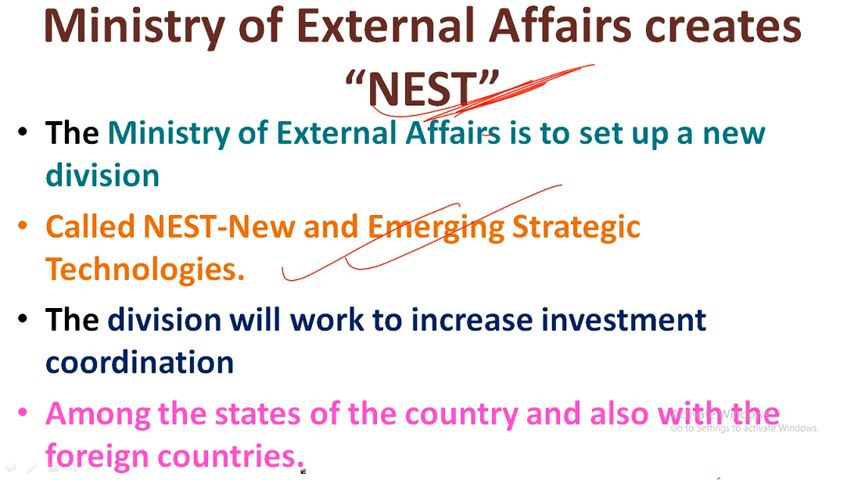 Ministry of External Affairs creates
“NEST”
• The Ministry of External Affairs is to set up a new
division
• Called NEST-New and Emerging Strategic
Technologies.
• The division will work to increase investment
coordination
• Among the states of the country and also with the
foreign countries.
Activate Windows
Go to Settings to activate Windows.